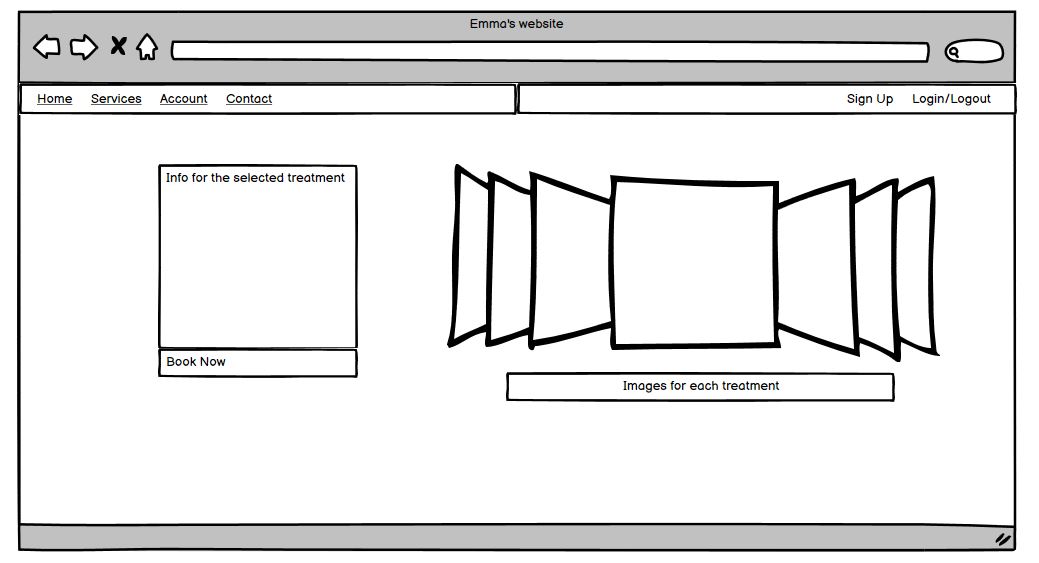 Emma's website
Home Services Account Contact Sign Up Login/Logout
Info for the selected treatment
Book Now
Images for each treatment